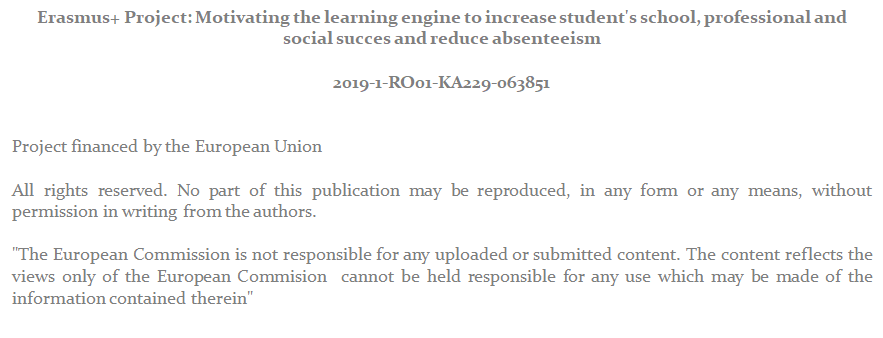 Erasmus+ Project: Motivating the learning engine to increase student's school, professional and
social succes and reduce absenteeism
2019-1-RO01-KA229-063851
Project financed by the European Union
All rights reserved. No part of this publication may be reproduced, in any form or any means, without
permission in writing from the authors.
"The European Commission is not responsible for any uploaded or submitted content. The content reflects the
views only of the European Commision cannot be held responsible for any use which may be made of the
information contained therein"